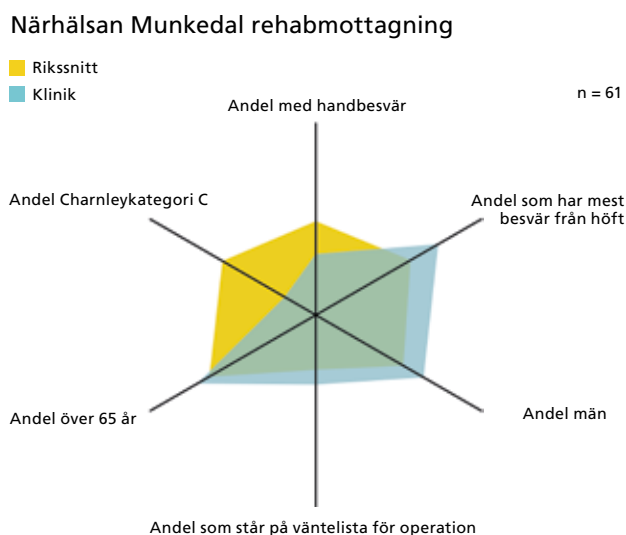 Närhälsan Munkedal rehabmottagning
Rikssnitt
Klinik
n = 61
Andel med handbesvär
Andel Charnleykategori C
Andel som har mest
besvär från höft
Andel över 65 år
Andel män
Andel som står på väntelista för operation